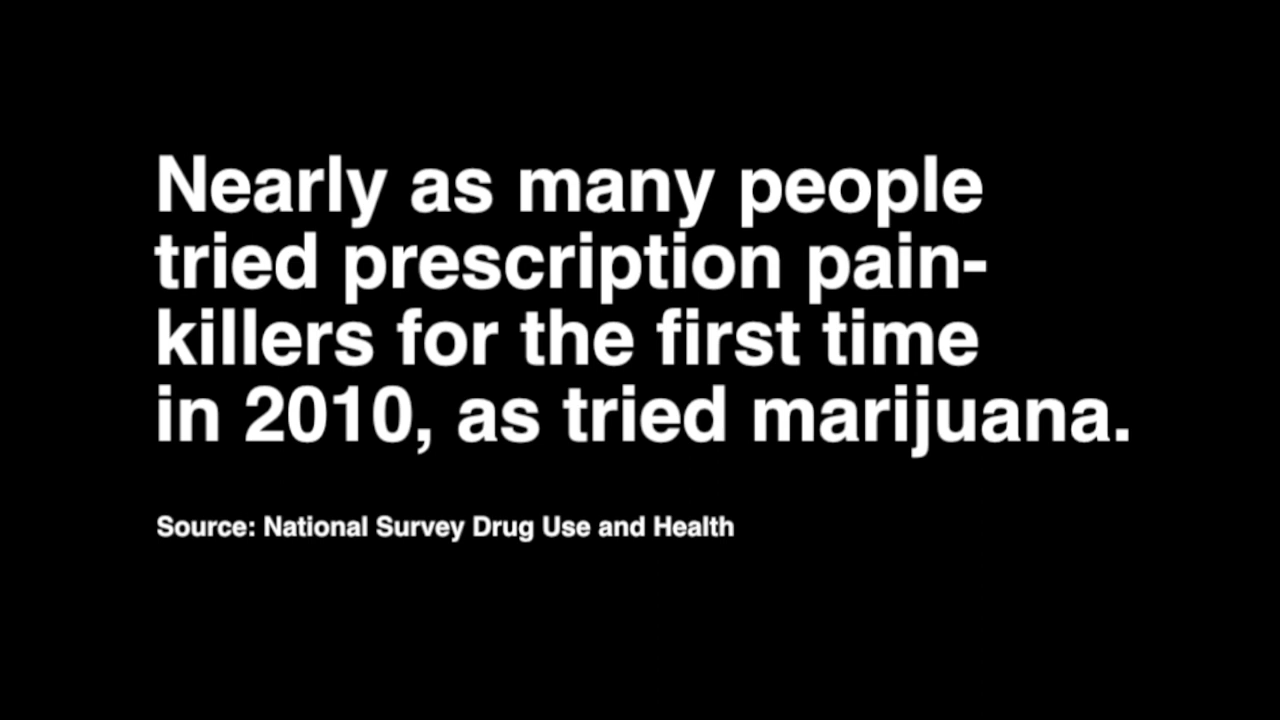 Nearly as many people
tried prescription pain-
killers for the first time
in 2010, as tried marijuana.
Source: National Survey Drug Use and Health